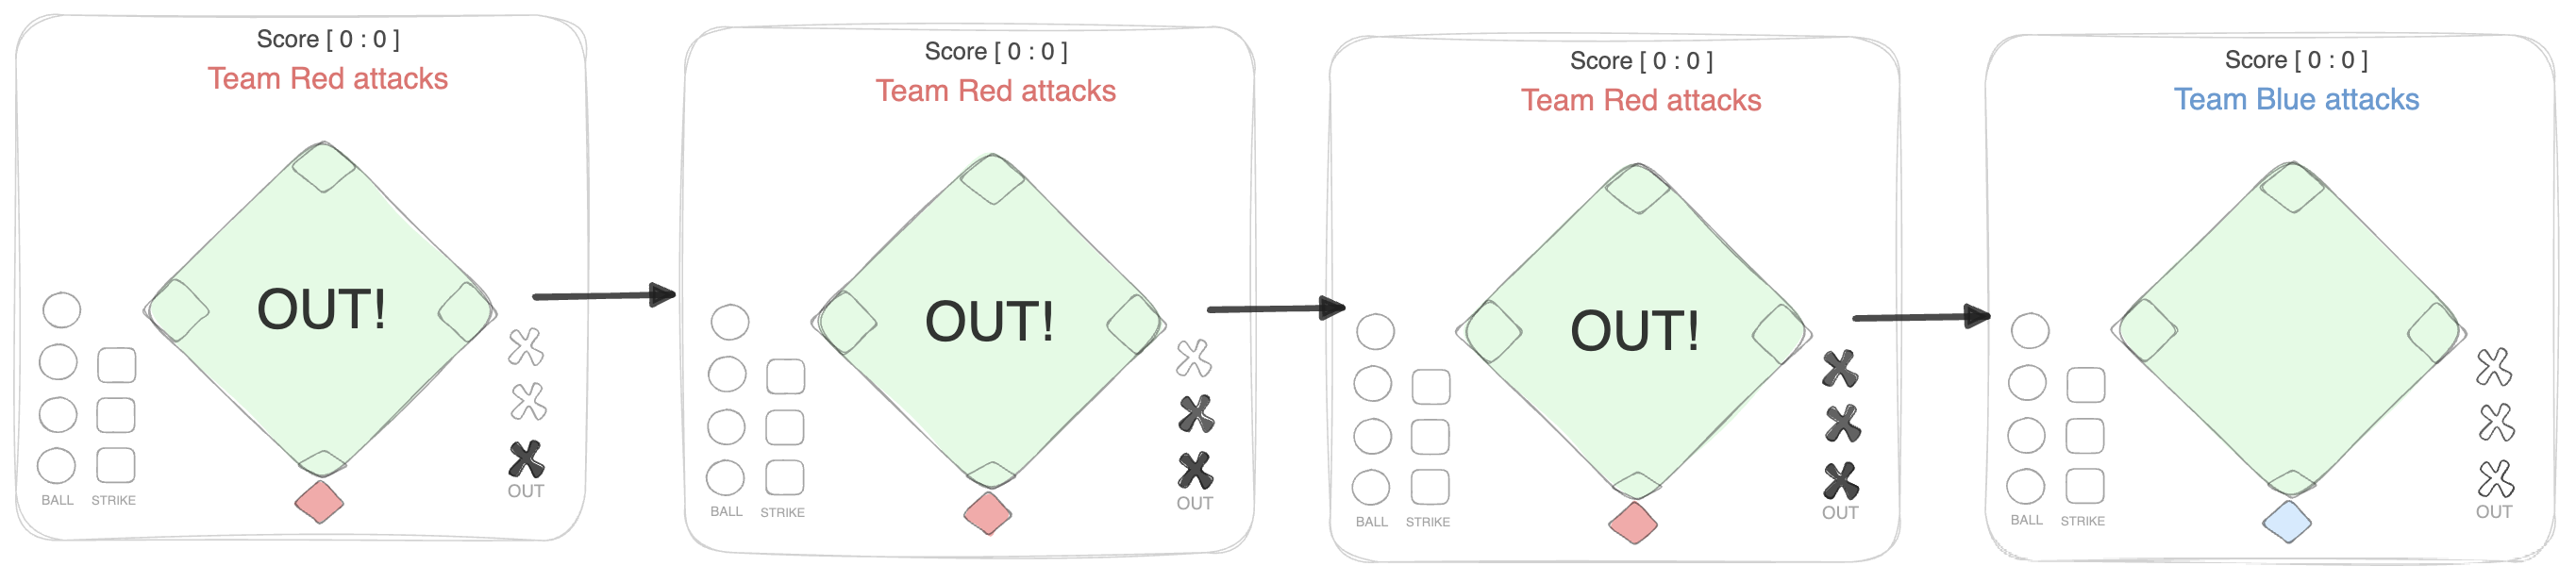 Score [ 0 : 0 ]
Team Red attacks
OUT!
BALL STRIKE
OUT
Score [ 0 : 0 ]
Team Red attacks
OUT!
BALL STRIKE
OUT
Score [ 0 : 0 ]
Team Red attacks
OUT!
BALL STRIKE
OUT
Score [ 0 : 0 ]
Team Blue attacks
BALL STRIKE
OUT